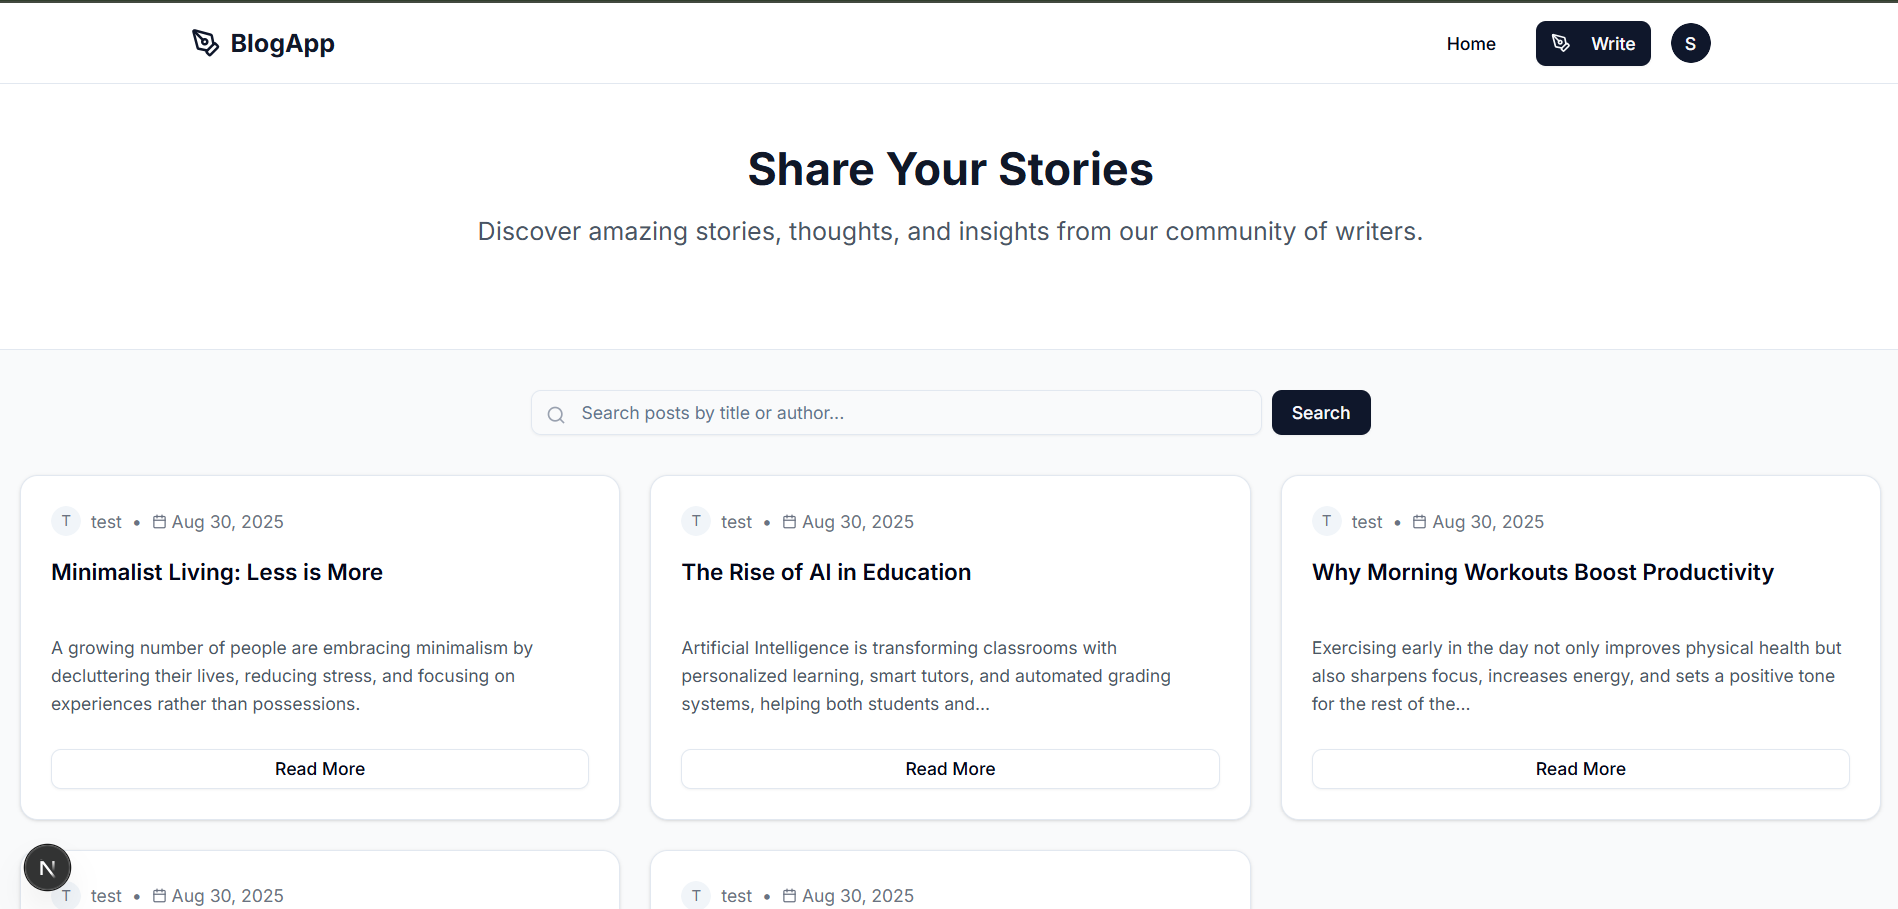 BlogApp
Home
Write
S
Share Your Stories
Discover amazing stories, thoughts, and insights from our community of writers.
Search posts by title or author...
Search
T test • Aug 30, 2025
Minimalist Living: Less is More
A growing number of people are embracing minimalism by
decluttering their lives, reducing stress, and focusing on
experiences rather than possessions.
Read More
T test • Aug 30, 2025
The Rise of AI in Education
Artificial Intelligence is transforming classrooms with
personalized learning, smart tutors, and automated grading
systems, helping both students and...
Read More
T test • Aug 30, 2025
Why Morning Workouts Boost Productivity
Exercising early in the day not only improves physical health but
also sharpens focus, increases energy, and sets a positive tone
for the rest of the...
Read More
N
T test • Aug 30, 2025
T test • Aug 30, 2025